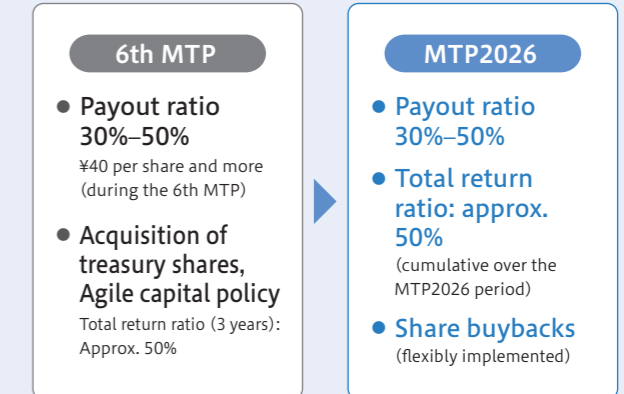 6th MTP
● Payout ratio
30%–50%
¥40 per share and more
(during the 6th MTP)
● Acquisition of
treasury shares,
Agile capital policy
Total return ratio (3 years):
Approx. 50%
MTP2026
● Payout ratio
30%–50%
● Total return
ratio: approx.
50%
(cumulative over the
MTP2026 period)
● Share buybacks
(flexibly implemented)